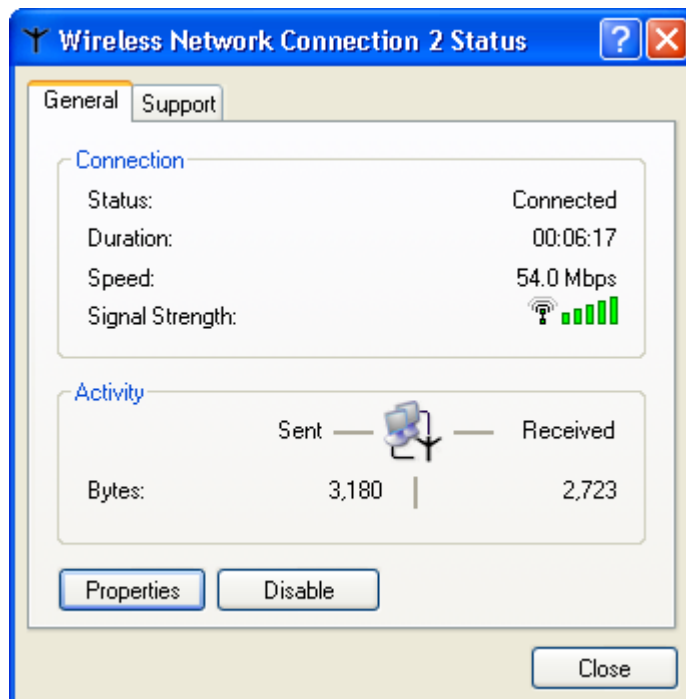 Wireless Network Connection 2 Status
General Support
Connection
Status: Connected
Duration: 00:06:17
Speed: 54.0 Mbps
Signal Strength:
Activity
Sent Received
Bytes: 3,180 2,723
Properties Disable
Close